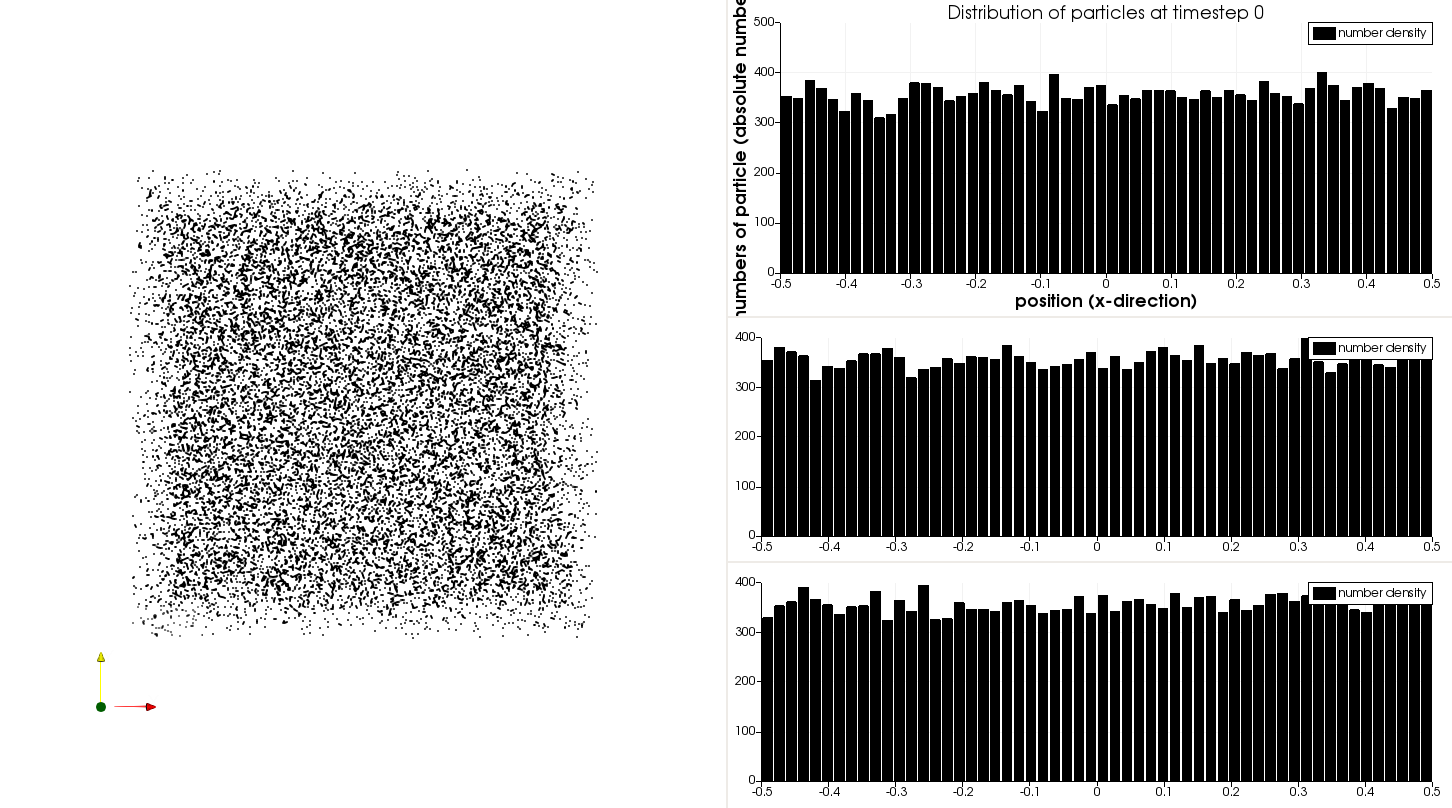 Distribution of particles at timestep 0
numbers of particle (absolute numbe
500
400
300
200
100
0
number density
-0.5 -0.4 -0.3 -0.2 -0.1 0 0.1 0.2 0.3 0.4 0.5
position (x-direction)
400
300
200
100
0
number density
-0.5 -0.4 -0.3 -0.2 -0.1 0 0.1 0.2 0.3 0.4 0.5
400
300
200
100
0
number density
-0.5 -0.4 -0.3 -0.2 -0.1 0 0.1 0.2 0.3 0.4 0.5